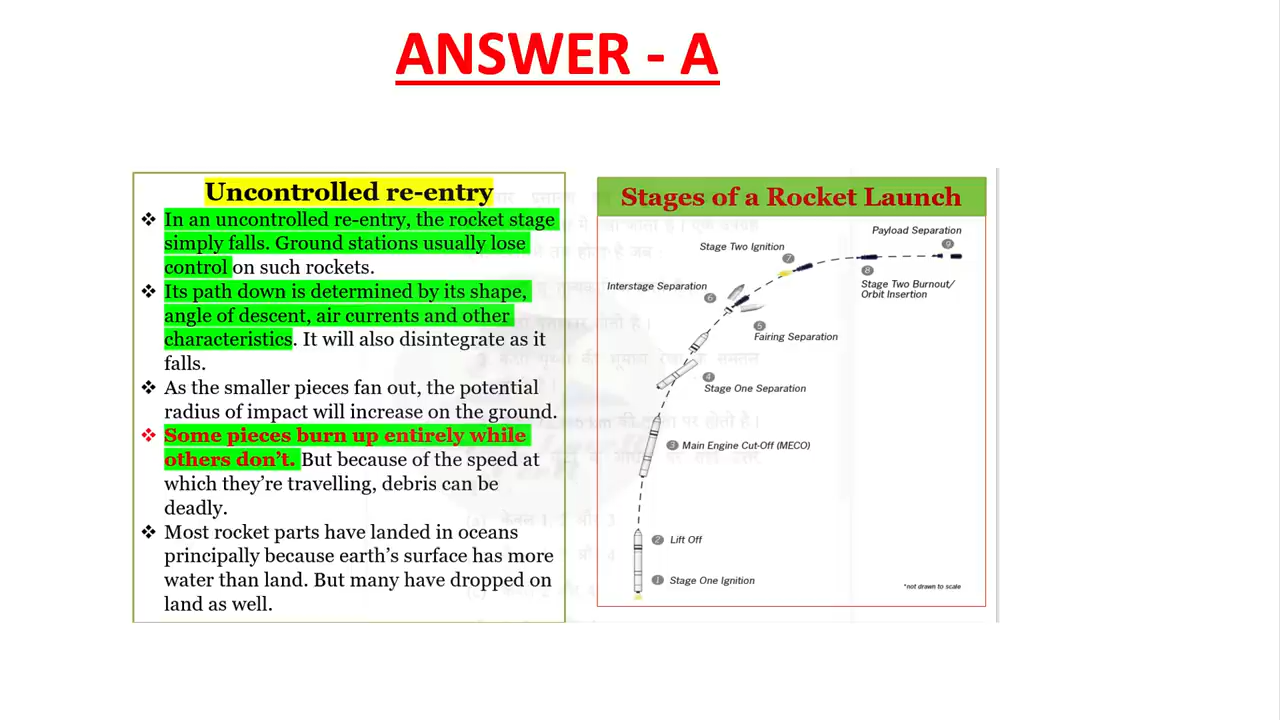 ANSWER - A
Uncontrolled re-entry
❖ In an uncontrolled re-entry, the rocket stage
simply falls. Ground stations usually lose
control on such rockets.
❖ Its path down is determined by its shape,
angle of descent, air currents and other
characteristics. It will also disintegrate as it
falls.
❖ As the smaller pieces fan out, the potential
radius of impact will increase on the ground.
❖ Some pieces burn up entirely while
others don't. But because of the speed at
which they're travelling, debris can be
deadly.
❖ Most rocket parts have landed in oceans
principally because earth's surface has more
water than land. But many have dropped on
land as well.
Stages of a Rocket Launch
Payload Separation
9
Stage Two Ignition
7
8
Stage Two Burnout/
Orbit Insertion
Interstage Separation
6
5
Fairing Separation
4
Stage One Separation
3 Main Engine Cut-Off (MECO)
2 Lift Off
1 Stage One Ignition
*not drawn to scale